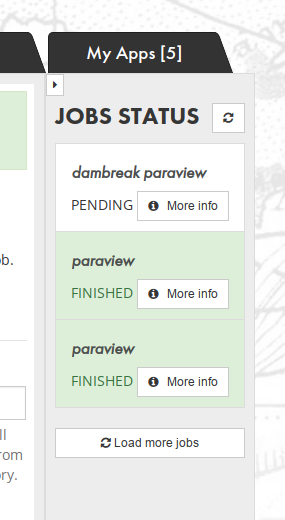 My Apps [5]
JOBS STATUS
dambreak paraview
PENDING More info
ob.
paraview
FINISHED More info
paraview
FINISHED More info
ll
rom
ry.
Load more jobs